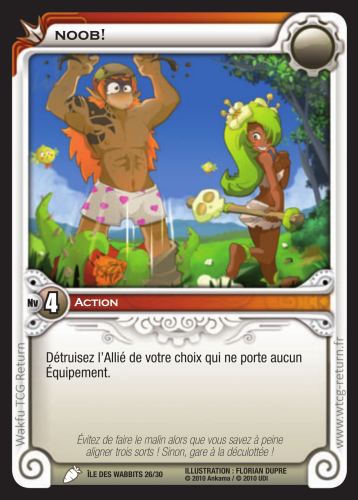 NOOB!
Nv 4 ACTION
Détruisez l'Allié de votre choix qui ne porte aucun
Équipement.
Évitez de faire le malin alors que vous savez à peine
aligner trois sorts ! Sinon, gare à la déculottée !
ÎLE DES WABBITS 26/30
ILLUSTRATION : FLORIAN DUPRE
© 2010 Ankama / © 2010 UDI
Wakfu TCG Return
www.wtcg-return.fr